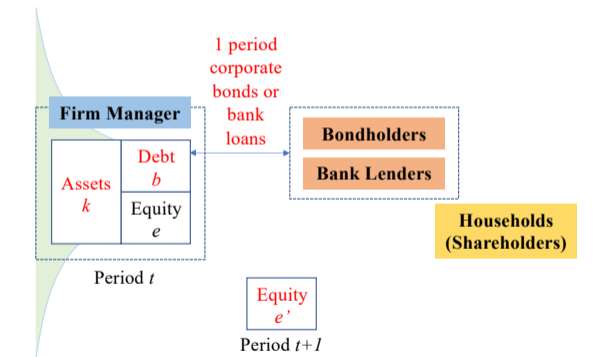 1 period
corporate
bonds or
bank
loans
Firm Manager
Assets
k
Debt
b
Equity
e
Period t
Bondholders
Bank Lenders
Households
(Shareholders)
Equity
e’
Period t+1